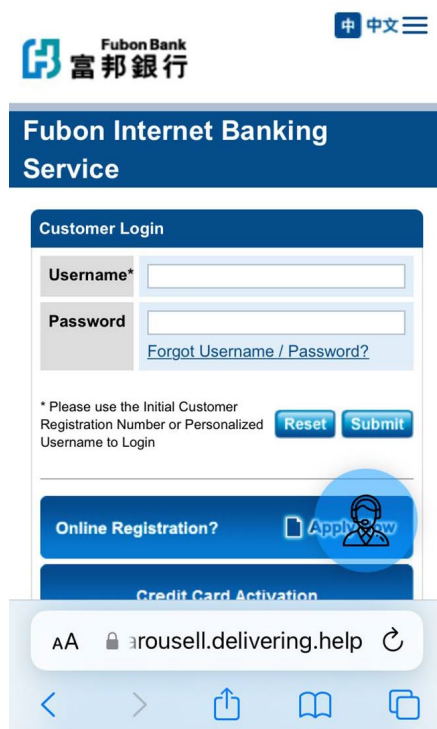 中 中文
Fubon Bank
富邦銀行
Fubon Internet Banking
Service
Customer Login
Username*
Password
Forgot Username / Password?
* Please use the Initial Customer
Registration Number or Personalized
Username to Login
Reset Submit
Online Registration? Apply Now
Credit Card Activation
AA arousell.delivering.help